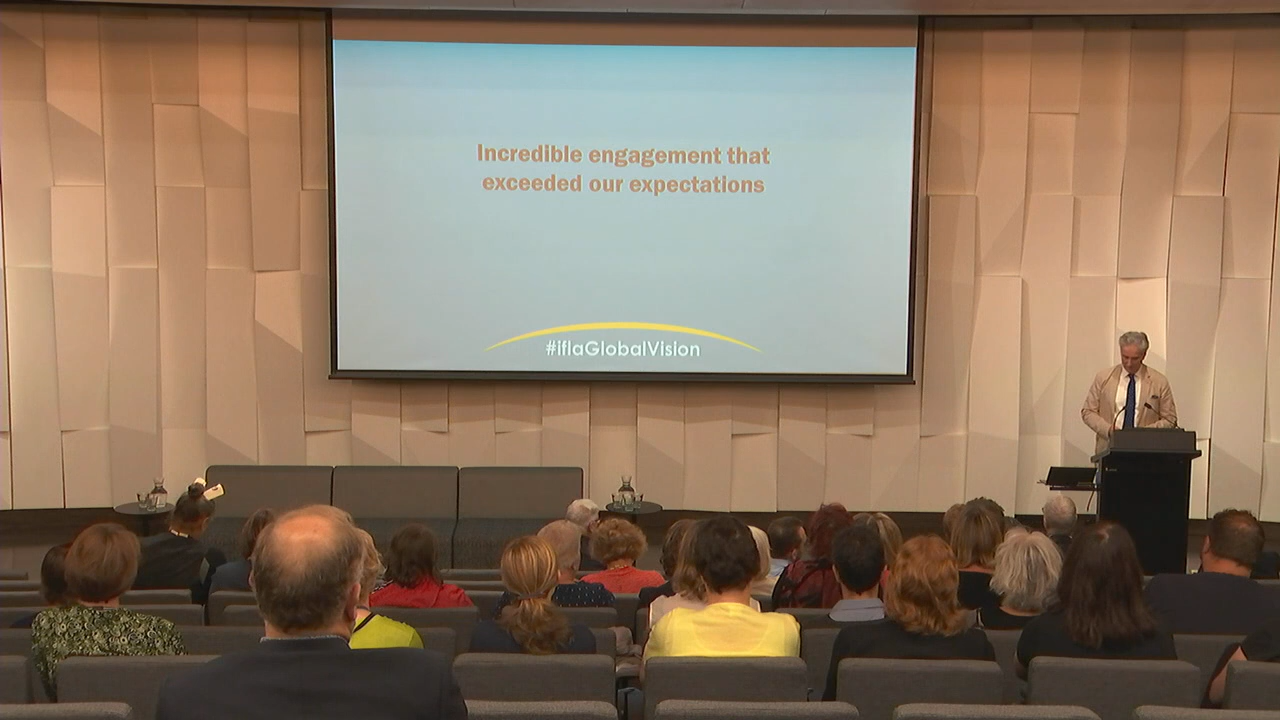 Incredible engagement that
exceeded our expectations
#iflaGlobalVision